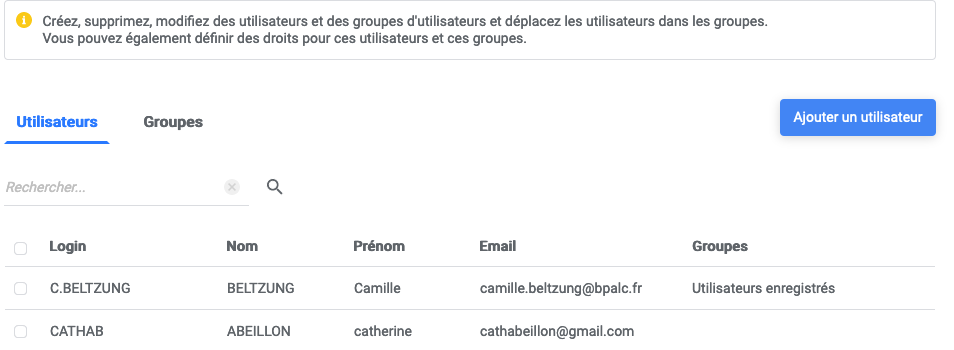 Créez, supprimez, modifiez des utilisateurs et des groupes d'utilisateurs et déplacez les utilisateurs dans les groupes.
Vous pouvez également définir des droits pour ces utilisateurs et ces groupes.
Utilisateurs Groupes Ajouter un utilisateur
Rechercher...
Login Nom Prénom Email Groupes
C.BELTZUNG BELTZUNG Camille camille.beltzung@bpalc.fr Utilisateurs enregistrés
CATHAB ABEILLON catherine cathabeillon@gmail.com